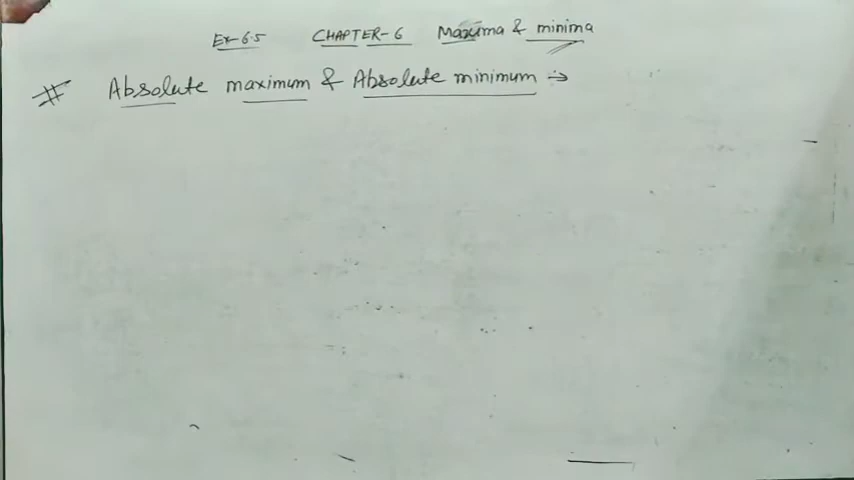 Ex-6.5 CHAPTER-6 Maxima & minima
# Absolute maximum & Absolute minimum →